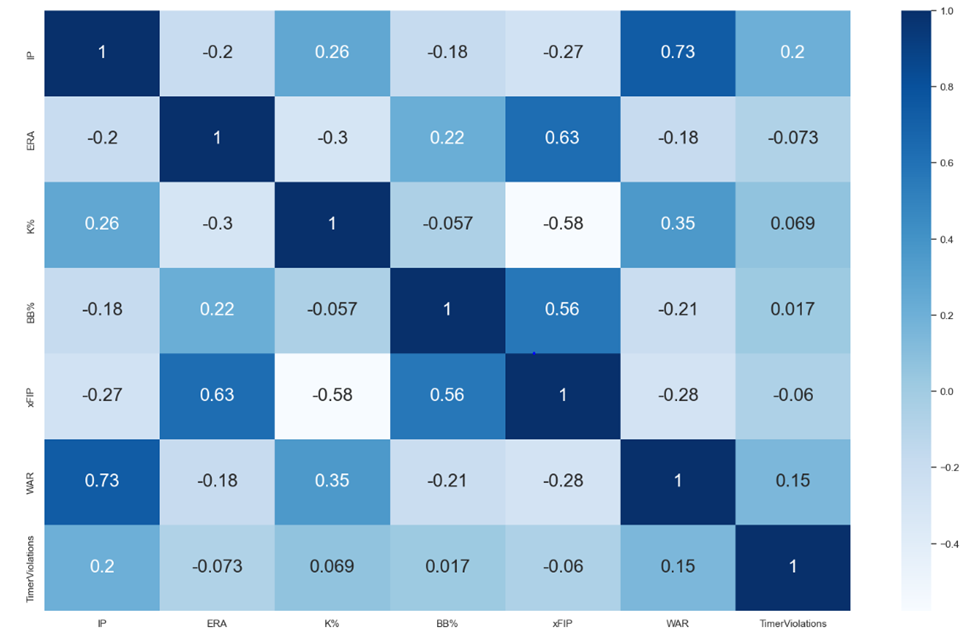 IP 1 -0.2 0.26 -0.18 -0.27 0.73 0.2
ERA -0.2 1 -0.3 0.22 0.63 -0.18 -0.073
K% 0.26 -0.3 1 -0.057 -0.58 0.35 0.069
BB% -0.18 0.22 -0.057 1 0.56 -0.21 0.017
xFIP -0.27 0.63 -0.58 0.56 1 -0.28 -0.06
WAR 0.73 -0.18 0.35 -0.21 -0.28 1 0.15
TimerViolations 0.2 -0.073 0.069 0.017 -0.06 0.15 1
IP ERA K% BB% xFIP WAR TimerViolations
1.0
0.8
0.6
0.4
0.2
0.0
-0.2
-0.4